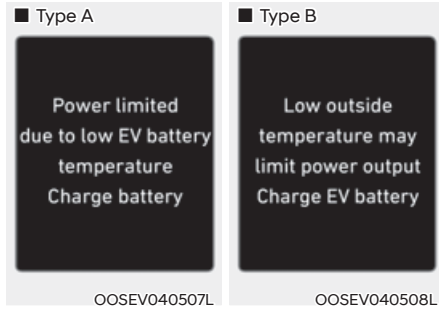 ■ Type A
Power limited
due to low EV battery
temperature
Charge battery
OOSEV040507L
■ Type B
Low outside
temperature may
limit power output
Charge EV battery
OOSEV040508L